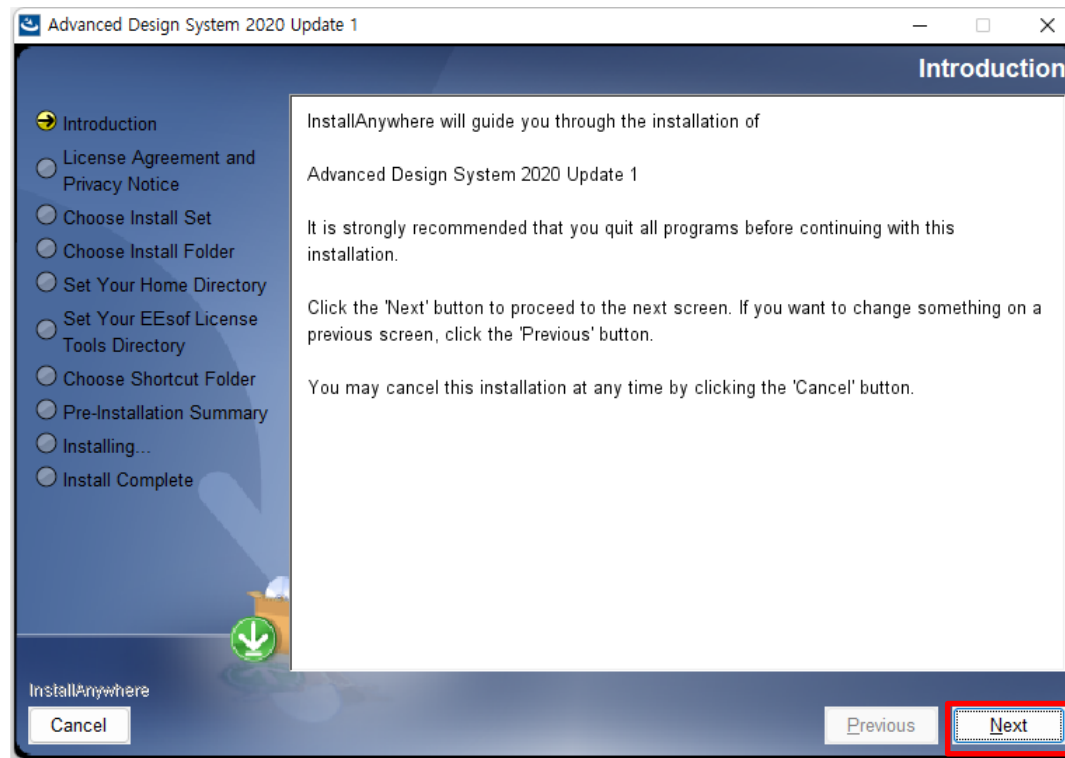 Advanced Design System 2020 Update 1
Introduction
Introduction
License Agreement and
Privacy Notice
Choose Install Set
Choose Install Folder
Set Your Home Directory
Set Your EEsof License
Tools Directory
Choose Shortcut Folder
Pre-Installation Summary
Installing...
Install Complete
InstallAnywhere will guide you through the installation of
Advanced Design System 2020 Update 1
It is strongly recommended that you quit all programs before continuing with this
installation.
Click the 'Next' button to proceed to the next screen. If you want to change something on a
previous screen, click the 'Previous' button.
You may cancel this installation at any time by clicking the 'Cancel' button.
InstallAnywhere
Cancel
Previous
Next